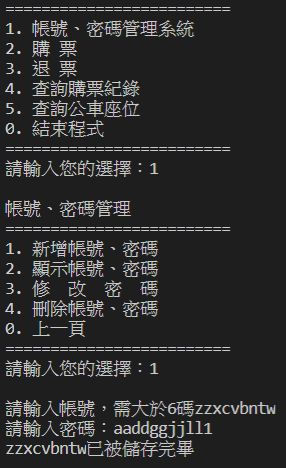 =========================
1. 帳號、密碼管理系統
2. 購 票
3. 退 票
4. 查詢購票紀錄
5. 查詢公車座位
0. 結束程式
=========================
請輸入您的選擇：1

帳號、密碼管理
=========================
1. 新增帳號、密碼
2. 顯示帳號、密碼
3. 修　改　密　碼
4. 刪除帳號、密碼
0. 上一頁
=========================
請輸入您的選擇：1

請輸入帳號，需大於6碼zzxcvbntw
請輸入密碼：aaddggjjll1
zzxcvbntw已被儲存完畢